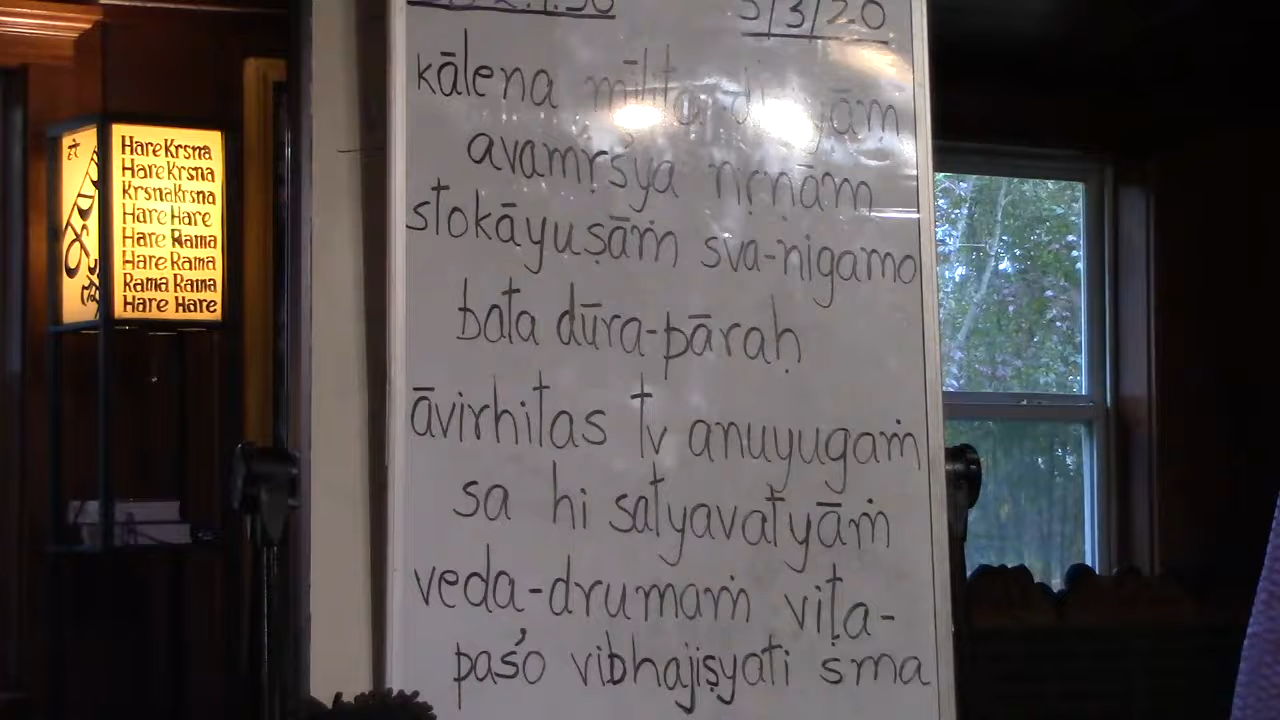 Hare Krsna
Hare Krsna
Krsna Krsna
Hare Hare
Hare Rama
Hare Rama
Rama Rama
Hare Hare
5/3/20
kālena
avamṛśya nṛṇām
stokāyuṣāṁ sva-nigamo
bata dūra-pāraḥ
āvirhitas tv anuyugaṁ
sa hi satyavatyāṁ
veda-drumaṁ viṭa-
paśo vibhajiṣyati sma